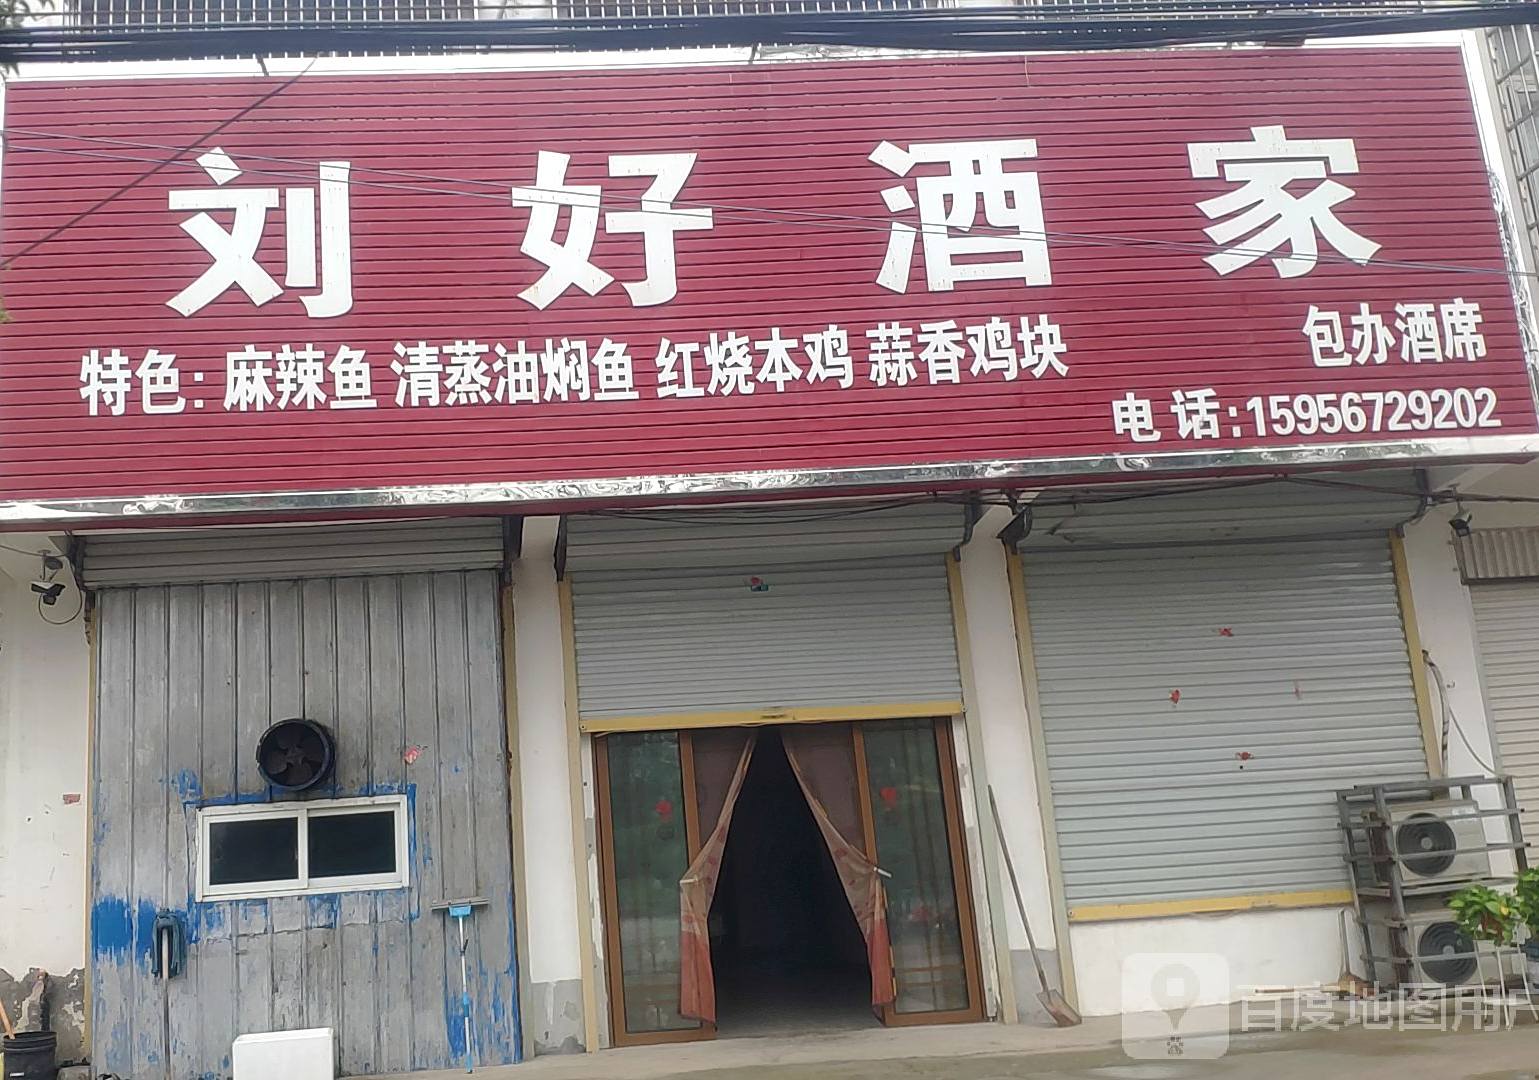 刘好酒家
特色:麻辣鱼 清蒸油焖鱼 红烧本鸡 蒜香鸡块
包办酒席
电话:15956729202
百度地图用户